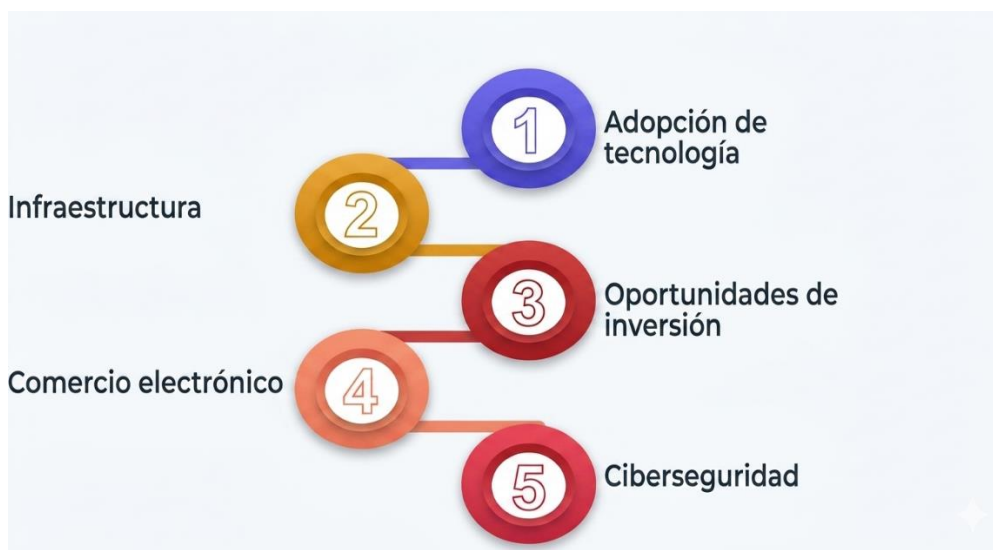 1
Adopción de
tecnología
Infraestructura
2
3
Oportunidades de
inversión
Comercio electrónico
4
5
Ciberseguridad